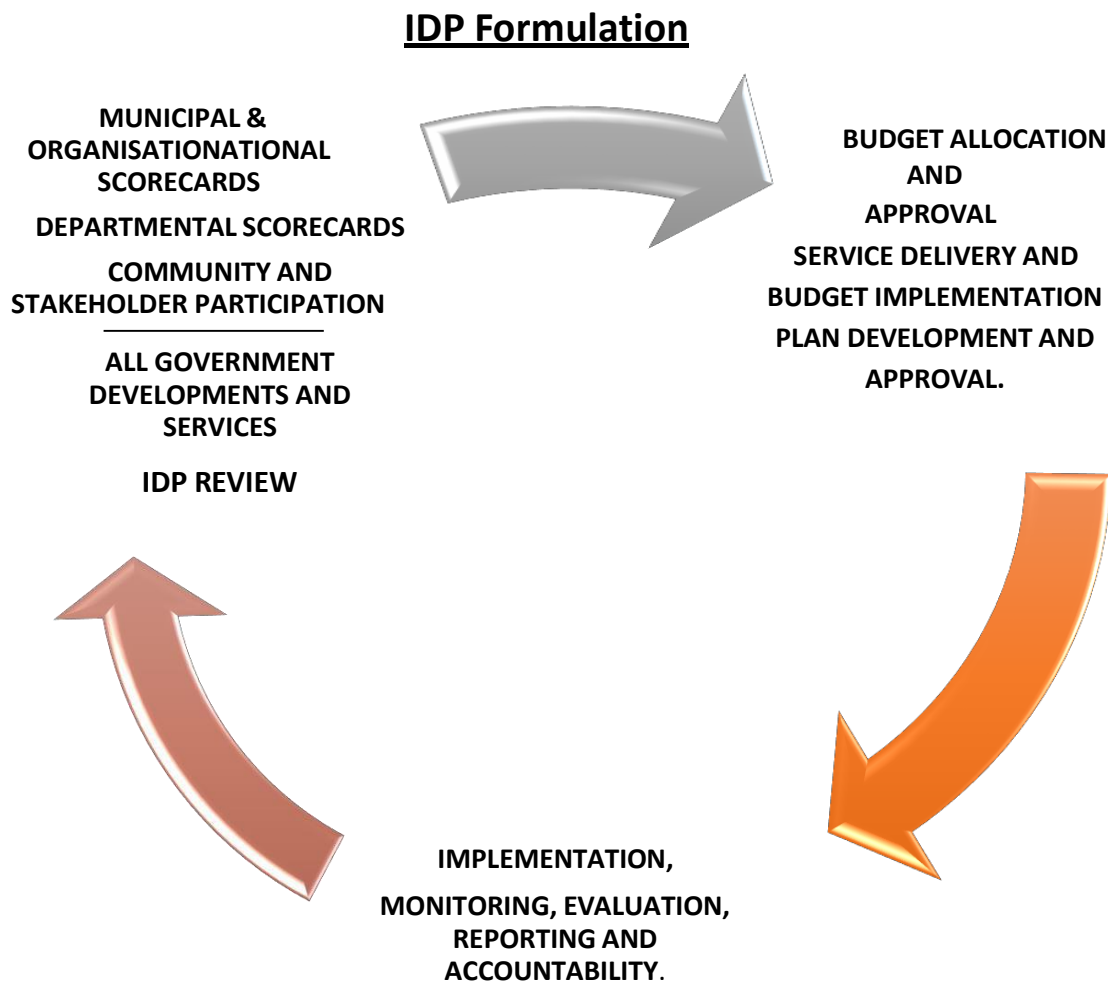 IDP Formulation
MUNICIPAL &
ORGANISATIONATIONAL
SCORECARDS
DEPARTMENTAL SCORECARDS
COMMUNITY AND
STAKEHOLDER PARTICIPATION
ALL GOVERNMENT
DEVELOPMENTS AND
SERVICES
IDP REVIEW
BUDGET ALLOCATION
AND
APPROVAL
SERVICE DELIVERY AND
BUDGET IMPLEMENTATION
PLAN DEVELOPMENT AND
APPROVAL.
IMPLEMENTATION,
MONITORING, EVALUATION,
REPORTING AND
ACCOUNTABILITY.